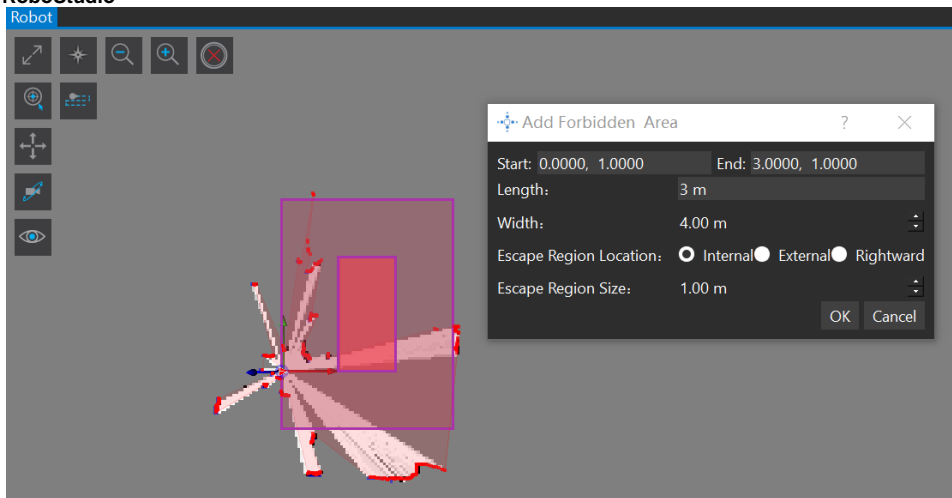 RoboStudio
Robot
Add Forbidden Area ?
Start: 0.0000, 1.0000 End: 3.0000, 1.0000
Length: 3 m
Width: 4.00 m
Escape Region Location: Internal External Rightward
Escape Region Size: 1.00 m
OK Cancel